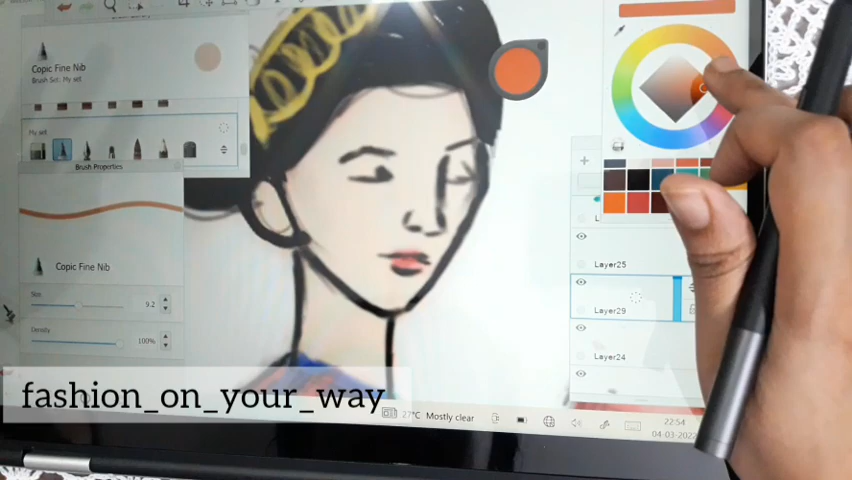 Copic Fine Nib
Brush Set: My set
My set
Brush Properties
Copic Fine Nib
Size
9.2
Density
100%
Layer25
Layer29
Layer24
fashion_on_your_way
27°C Mostly clear
22:54
04-03-2022